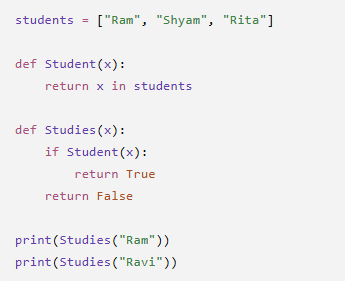 students = ["Ram", "Shyam", "Rita"]
def Student(x):
    return x in students
def Studies(x):
    if Student(x):
        return True
    return False
print(Studies("Ram"))
print(Studies("Ravi"))